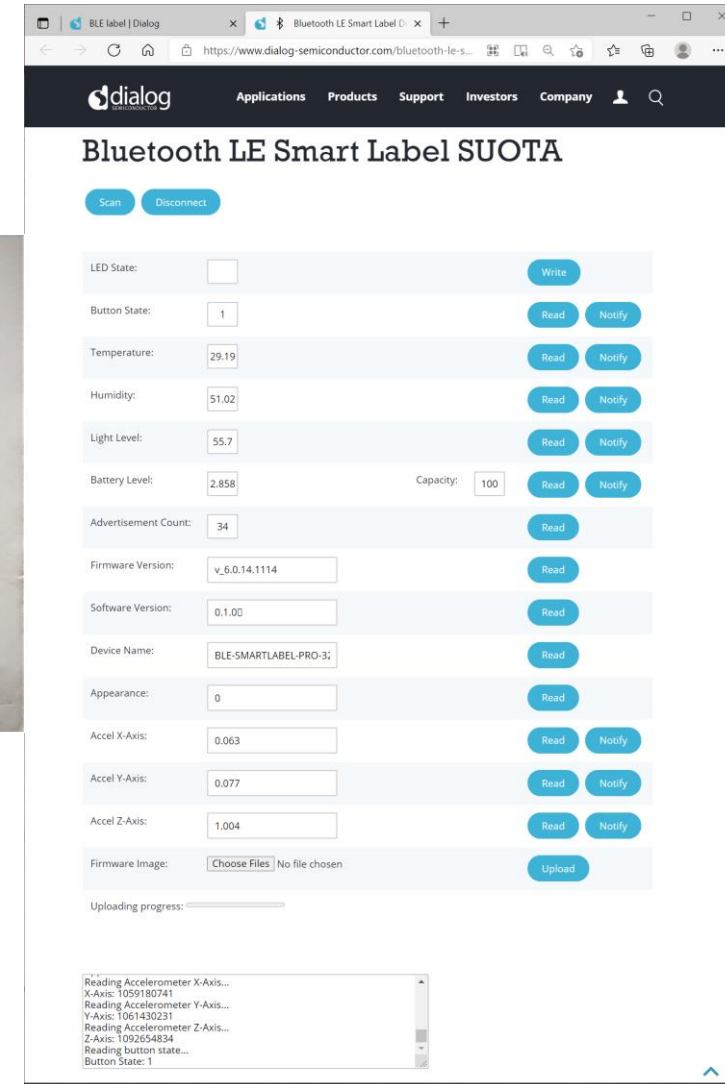 BLE label | Dialog
Bluetooth LE Smart Label D
https://www.dialog-semiconductor.com/bluetooth-le-s...
dialog
SEMICONDUCTOR
Applications Products Support Investors Company
Bluetooth LE Smart Label SUOTA
Scan Disconnect
LED State: Write
Button State: 1 Read Notify
Temperature: 29.19 Read Notify
Humidity: 51.02 Read Notify
Light Level: 55.7 Read Notify
Battery Level: 2.858 Capacity: 100 Read Notify
Advertisement Count: 34 Read
Firmware Version: v_6.0.14.1114 Read
Software Version: 0.1.0 Read
Device Name: BLE-SMARTLABEL-PRO-32 Read
Appearance: 0 Read
Accel X-Axis: 0.063 Read Notify
Accel Y-Axis: 0.077 Read Notify
Accel Z-Axis: 1.004 Read Notify
Firmware Image: Choose Files No file chosen Upload
Uploading progress:
Reading Accelerometer X-Axis...
X-Axis: 1059180741
Reading Accelerometer Y-Axis...
Y-Axis: 1061430231
Reading Accelerometer Z-Axis...
Z-Axis: 1092654834
Reading button state...
Button State: 1